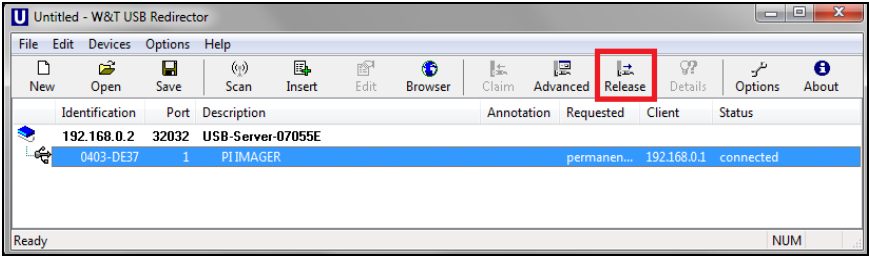 U Untitled - W&T USB Redirector
File Edit Devices Options Help
New Open Save Scan Insert Edit Browser Claim Advanced Release Details Options About
Identification Port Description Annotation Requested Client Status
192.168.0.2 32032 USB-Server-07055E
0403-DE37 1 PI IMAGER permanen... 192.168.0.1 connected
Ready NUM